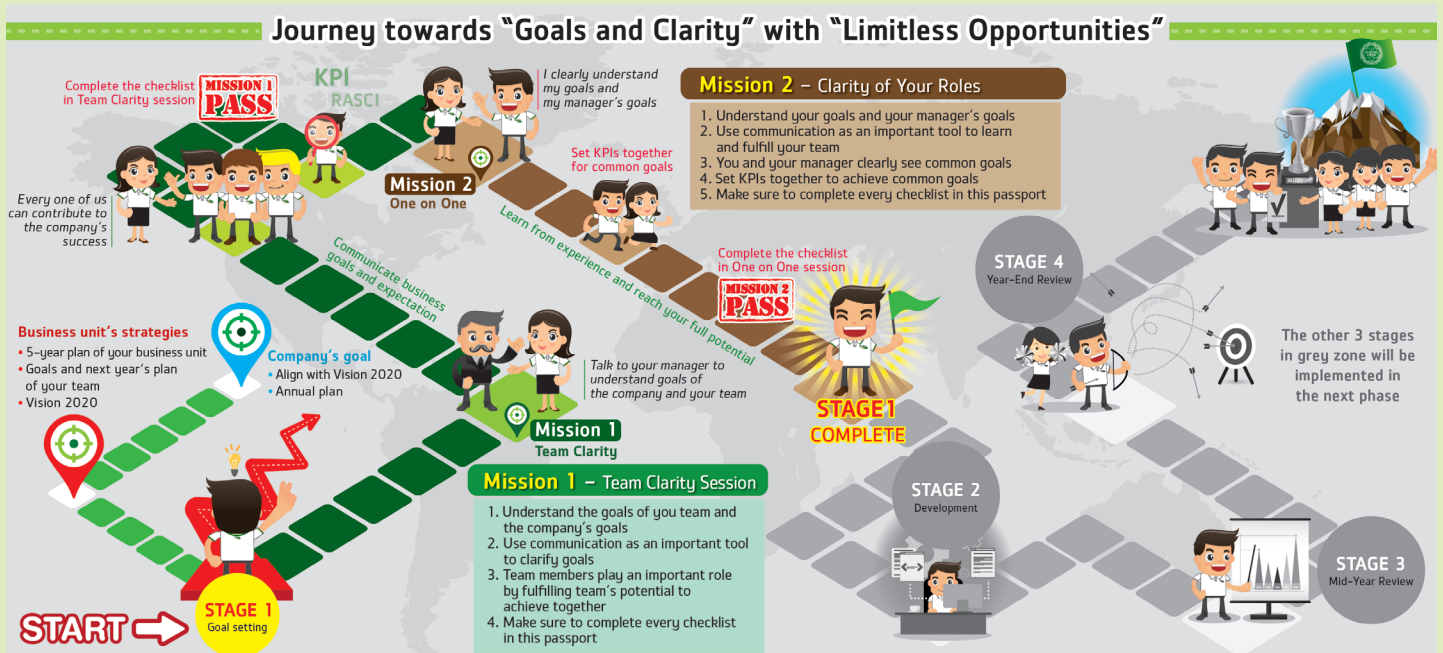 Journey towards “Goals and Clarity” with “Limitless Opportunities”
Complete the checklist
in Team Clarity session
MISSION 1
PASS
KPI
RASCI
I clearly understand
my goals and
my manager's goals
Every one of us
can contribute to
the company's
success
Mission 2
One on One
Set KPIs together
for common goals
Mission 2 – Clarity of Your Roles
1. Understand your goals and your manager's goals
2. Use communication as an important tool to learn
and fulfill your team
3. You and your manager clearly see common goals
4. Set KPIs together to achieve common goals
5. Make sure to complete every checklist in this passport
Communicate business
goals and expectation
Learn from experience and reach your full potential
Complete the checklist
in One on One session
MISSION 2
PASS
STAGE 1
COMPLETE
Business unit's strategies
• 5-year plan of your business unit
• Goals and next year's plan
of your team
• Vision 2020
Company's goal
• Align with Vision 2020
• Annual plan
Talk to your manager to
understand goals of
the company and your team
Mission 1
Team Clarity
Mission 1 – Team Clarity Session
1. Understand the goals of you team and
the company's goals
2. Use communication as an important tool
to clarify goals
3. Team members play an important role
by fulfilling team's potential to
achieve together
4. Make sure to complete every checklist
in this passport
START
STAGE 1
Goal setting
STAGE 2
Development
STAGE 3
Mid-Year Review
STAGE 4
Year-End Review
The other 3 stages
in grey zone will be
implemented in
the next phase